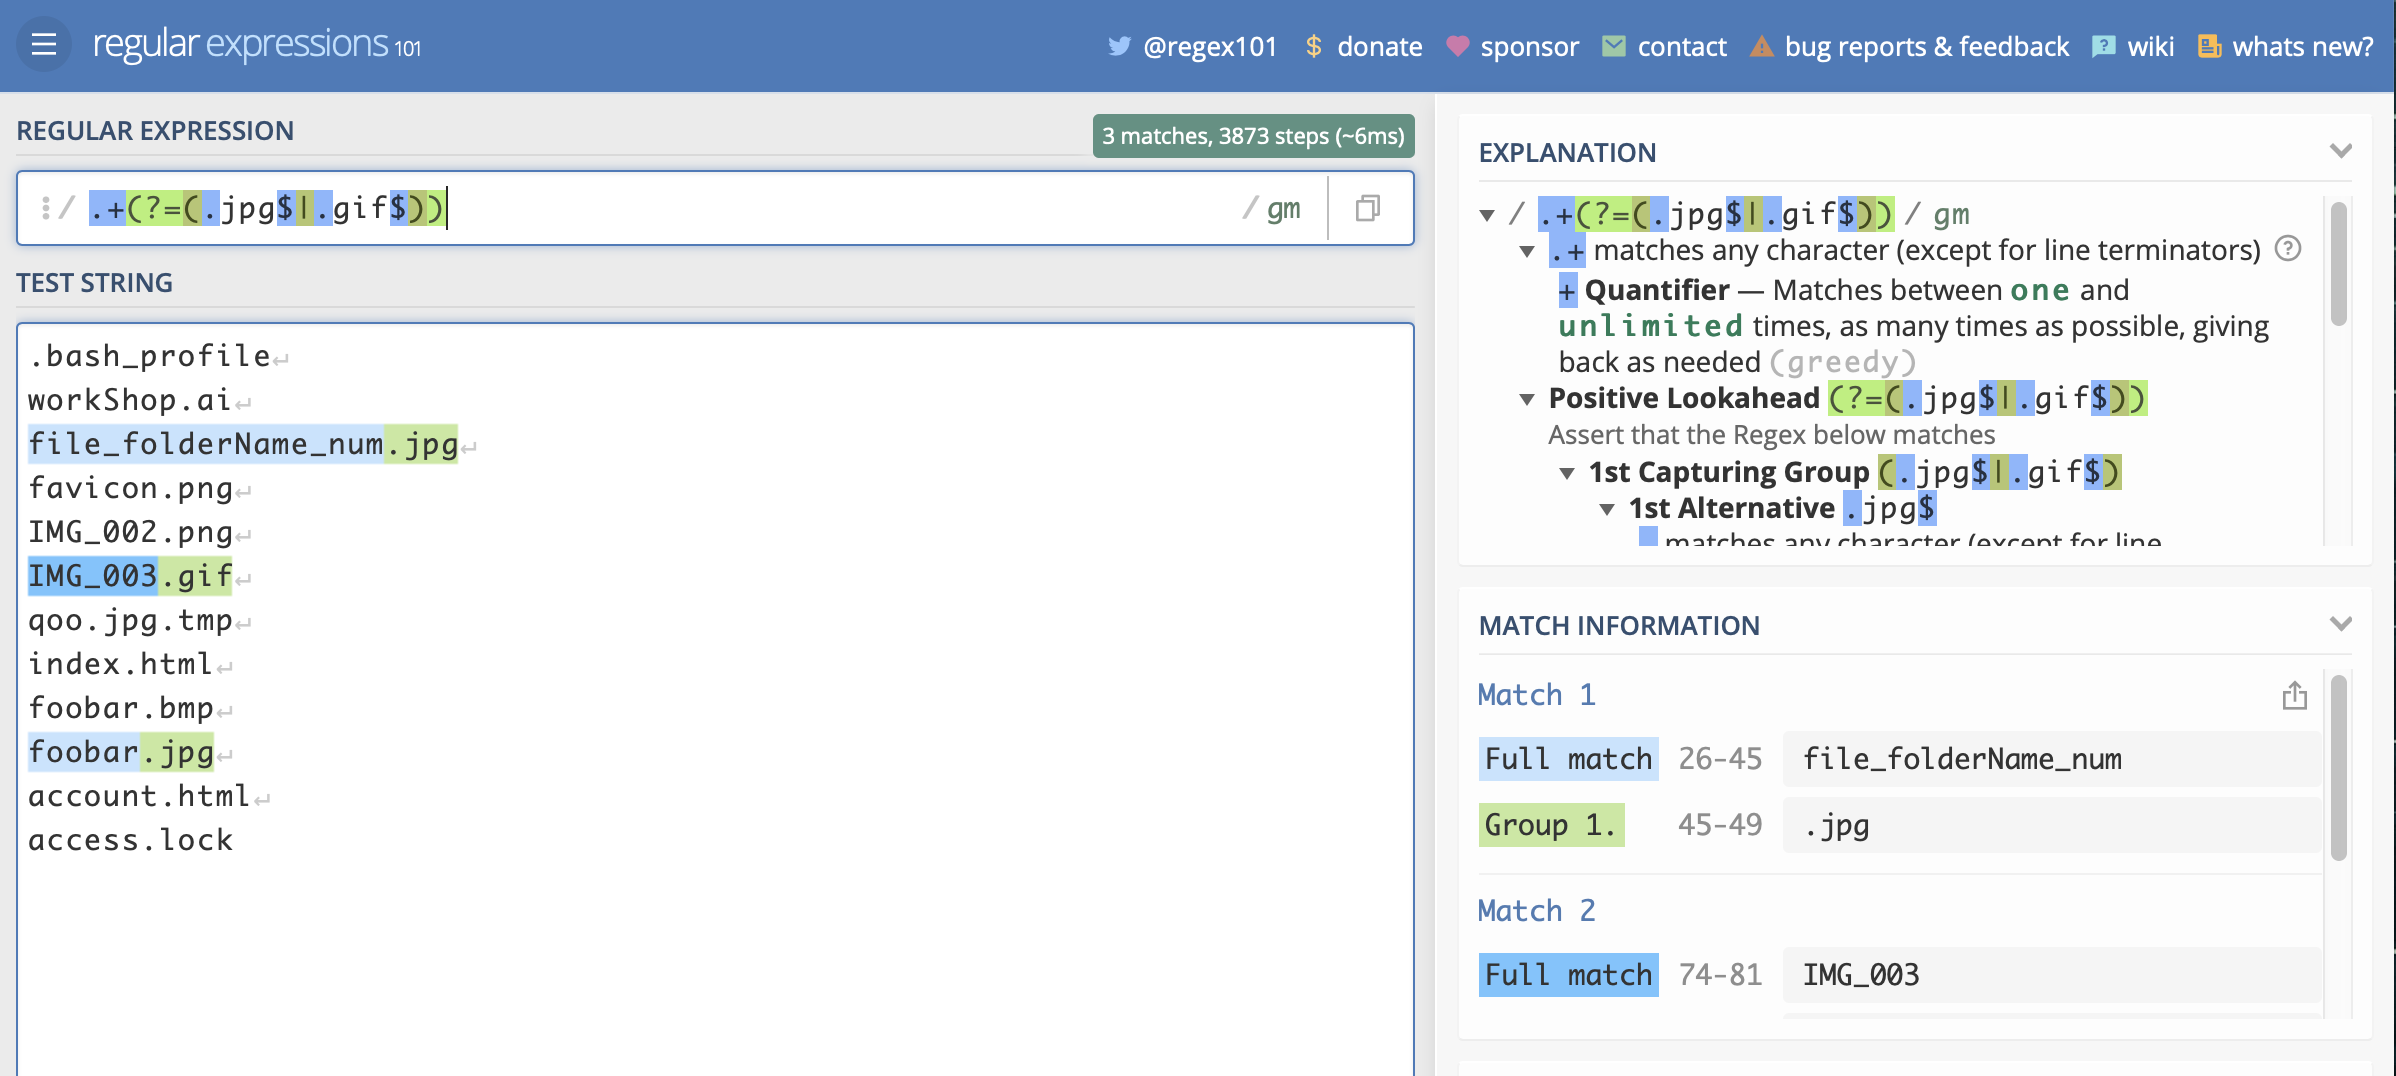 regular expressions 101
@regex101 $ donate sponsor contact bug reports & feedback wiki whats new?
REGULAR EXPRESSION
3 matches, 3873 steps (~6ms)
/ .+(?=(.jpg$|.gif$)) / gm
TEST STRING
.bash_profile↵
workShop.ai↵
file_folderName_num.jpg↵
favicon.png↵
IMG_002.png↵
IMG_003.gif↵
qoo.jpg.tmp↵
index.html↵
foobar.bmp↵
foobar.jpg↵
account.html↵
access.lock
EXPLANATION
/ .+(?=(.jpg$|.gif$)) / gm
.+ matches any character (except for line terminators)
+ Quantifier — Matches between one and
unlimited times, as many times as possible, giving
back as needed (greedy)
Positive Lookahead (?=(.jpg$|.gif$))
Assert that the Regex below matches
1st Capturing Group (.jpg$|.gif$)
1st Alternative .jpg$
matches any character (except for line
MATCH INFORMATION
Match 1
Full match 26-45 file_folderName_num
Group 1. 45-49 .jpg
Match 2
Full match 74-81 IMG_003